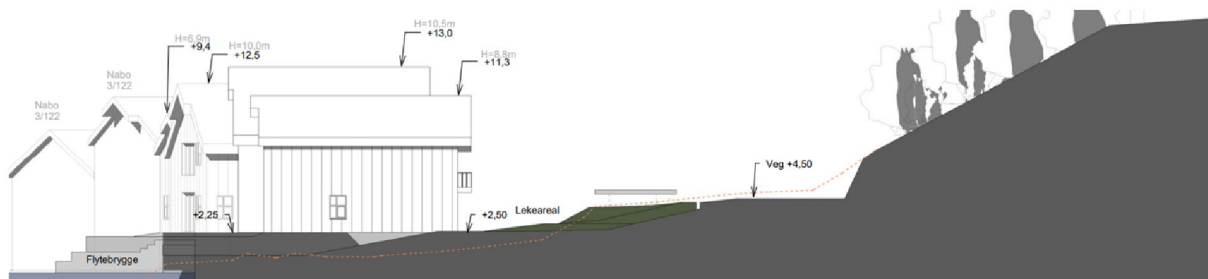 Nabo
3/122
Nabo
3/122
H=6,9m
+9,4
H=10,0m
+12,5
H=10,5m
+13,0
H=8,8m
+11,3
+2,25
+2,50
Lekeareal
Veg +4,50
Flytebrygge